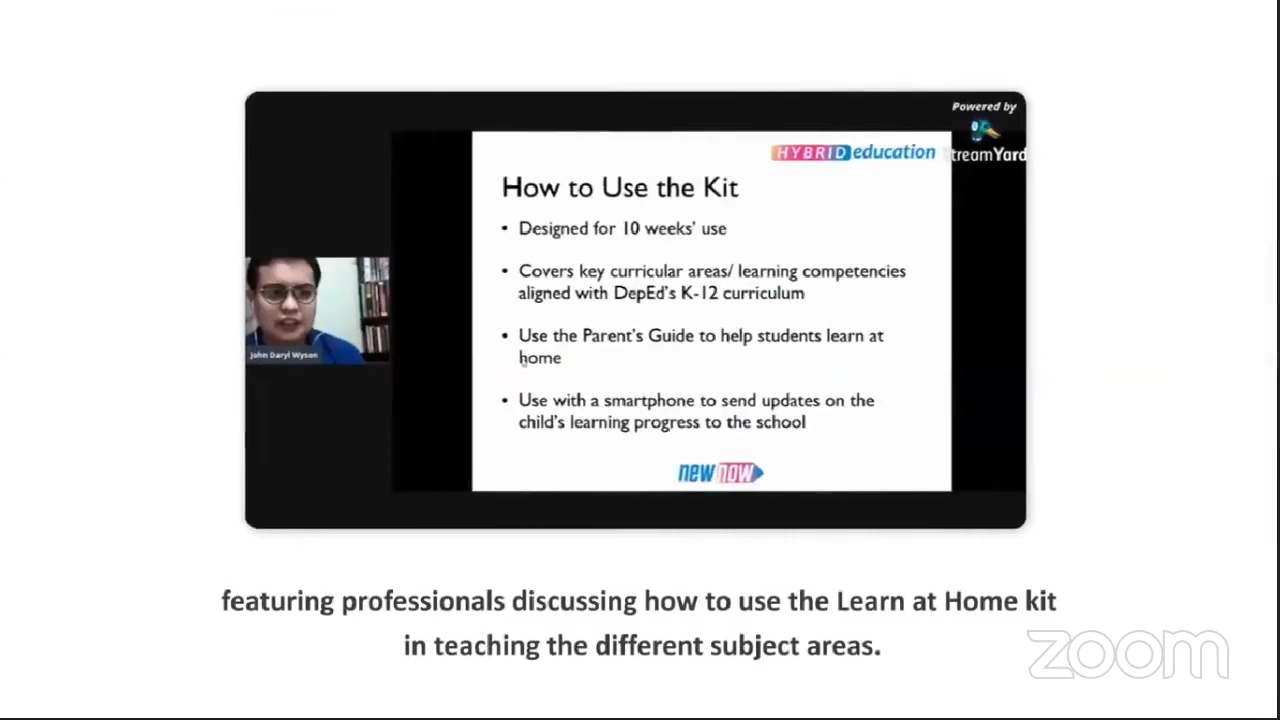 Powered by
StreamYard
HYBRID education
How to Use the Kit
• Designed for 10 weeks' use
• Covers key curricular areas/ learning competencies
aligned with DepEd's K-12 curriculum
• Use the Parent's Guide to help students learn at
home
• Use with a smartphone to send updates on the
child's learning progress to the school
John Daryl Wyson
new now
featuring professionals discussing how to use the Learn at Home kit
in teaching the different subject areas.
zoom